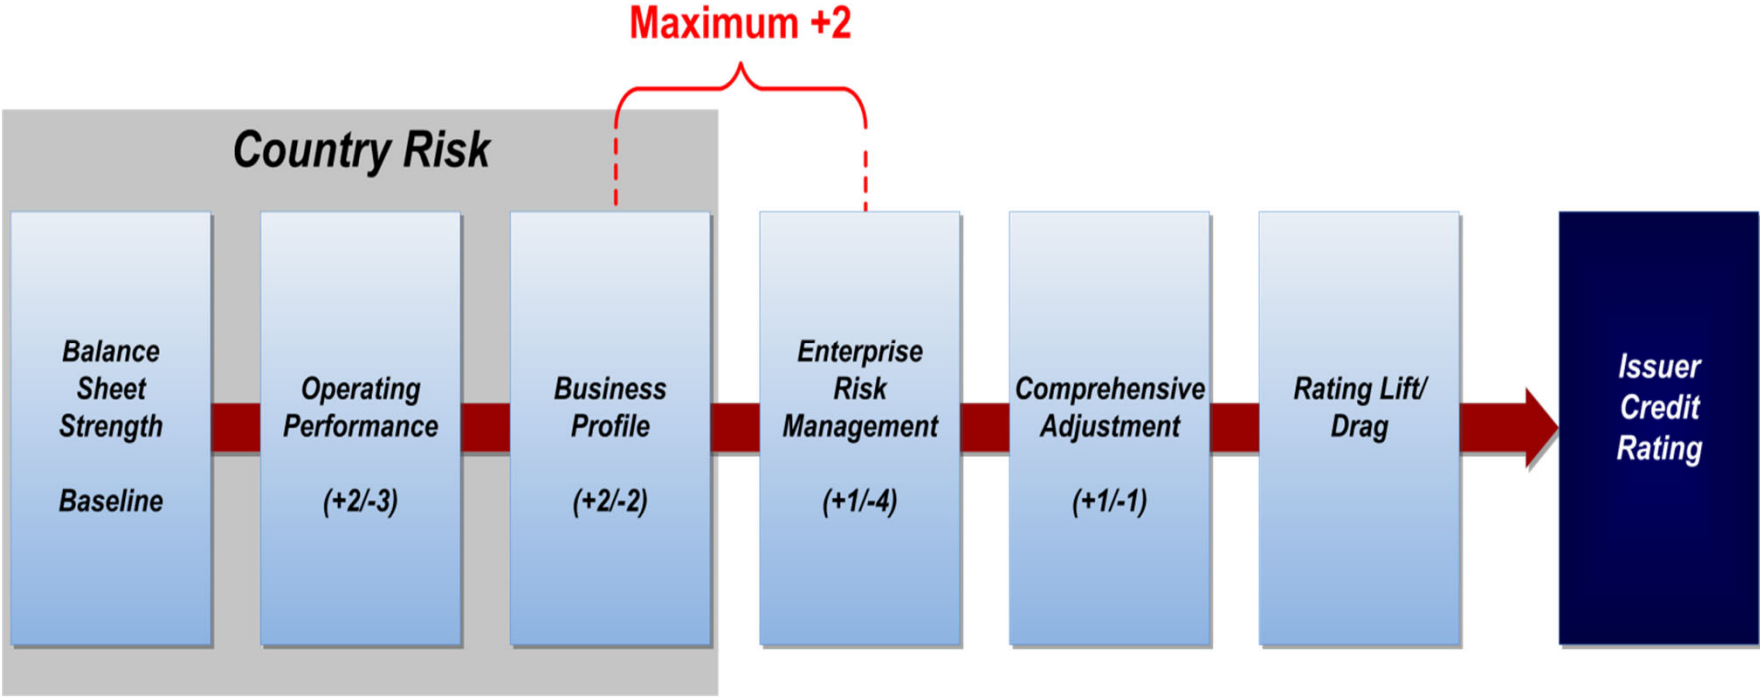 Maximum +2
Country Risk
Balance
Sheet
Strength
Baseline
Operating
Performance
(+2/-3)
Business
Profile
(+2/-2)
Enterprise
Risk
Management
(+1/-4)
Comprehensive
Adjustment
(+1/-1)
Rating Lift/
Drag
Issuer
Credit
Rating